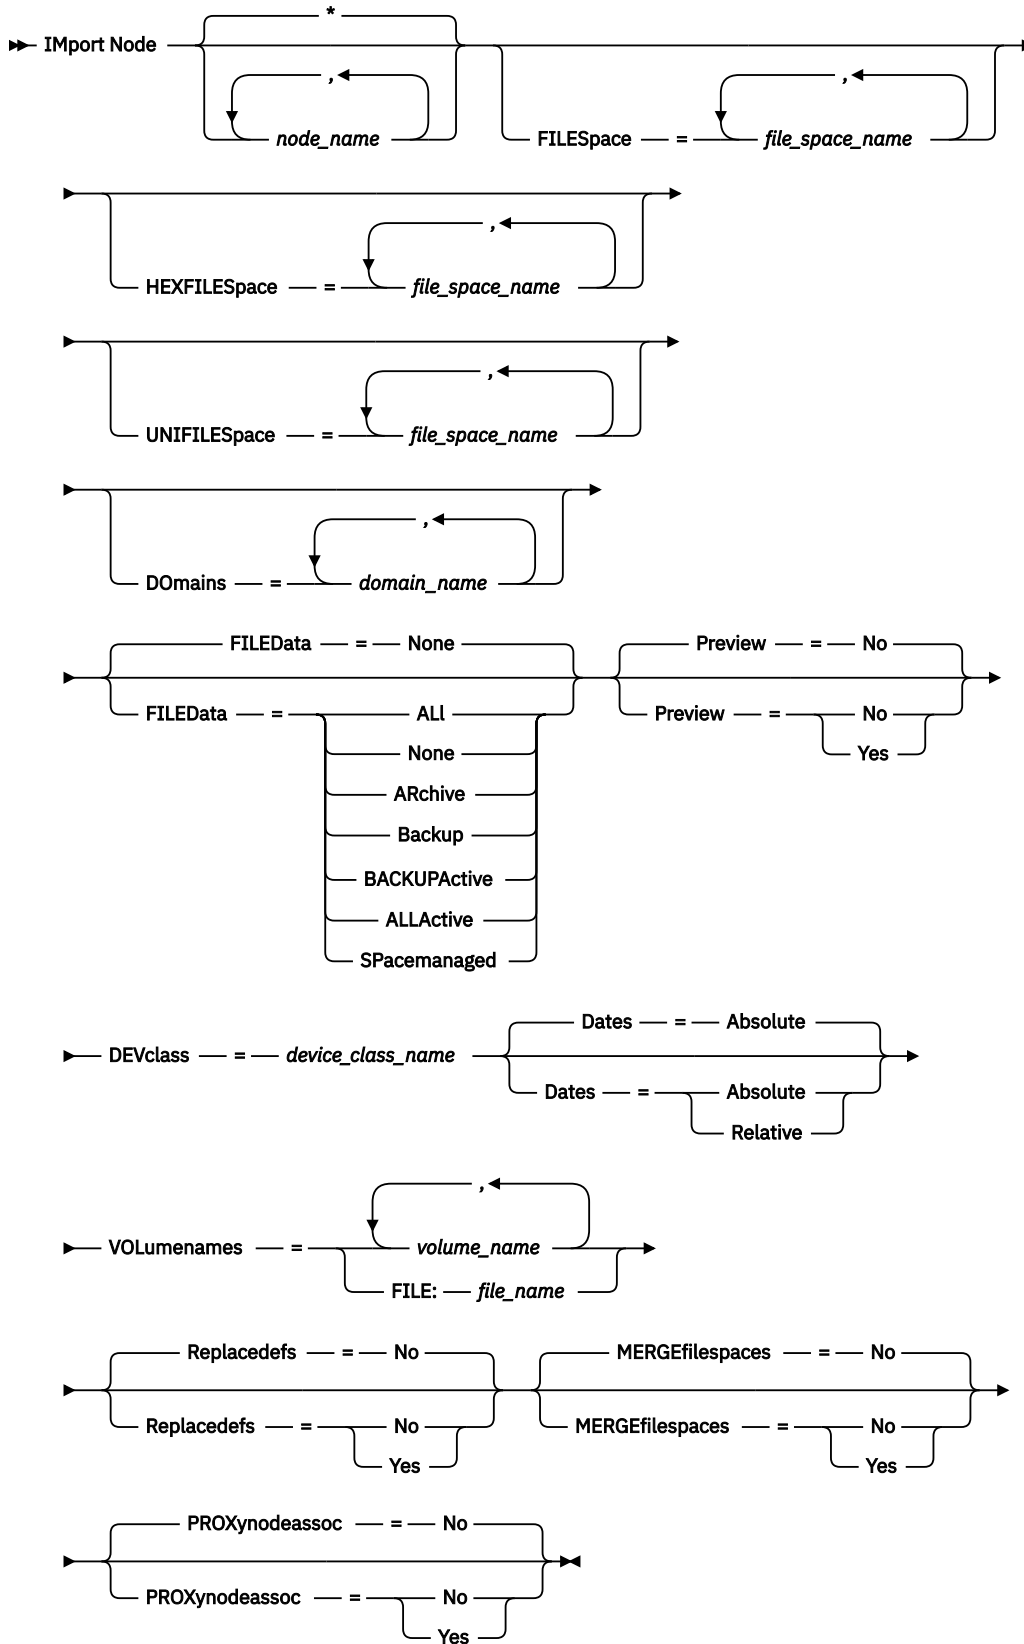 *
IMport Node
,
,
node_name
FILESpace = file_space_name
,
HEXFILESpace = file_space_name
,
UNIFILESpace = file_space_name
,
DOmains = domain_name
FILEData = None
Preview = No
FILEData = ALl
Preview = No
None
Yes
ARchive
Backup
BACKUPActive
ALLActive
SPacemanaged
Dates = Absolute
DEVclass = device_class_name
Dates = Absolute
Relative
,
VOLumenames = volume_name
FILE: file_name
Replacedefs = No
MERGEfilespaces = No
Replacedefs = No
MERGEfilespaces = No
Yes
Yes
PROXynodeassoc = No
PROXynodeassoc = No
Yes